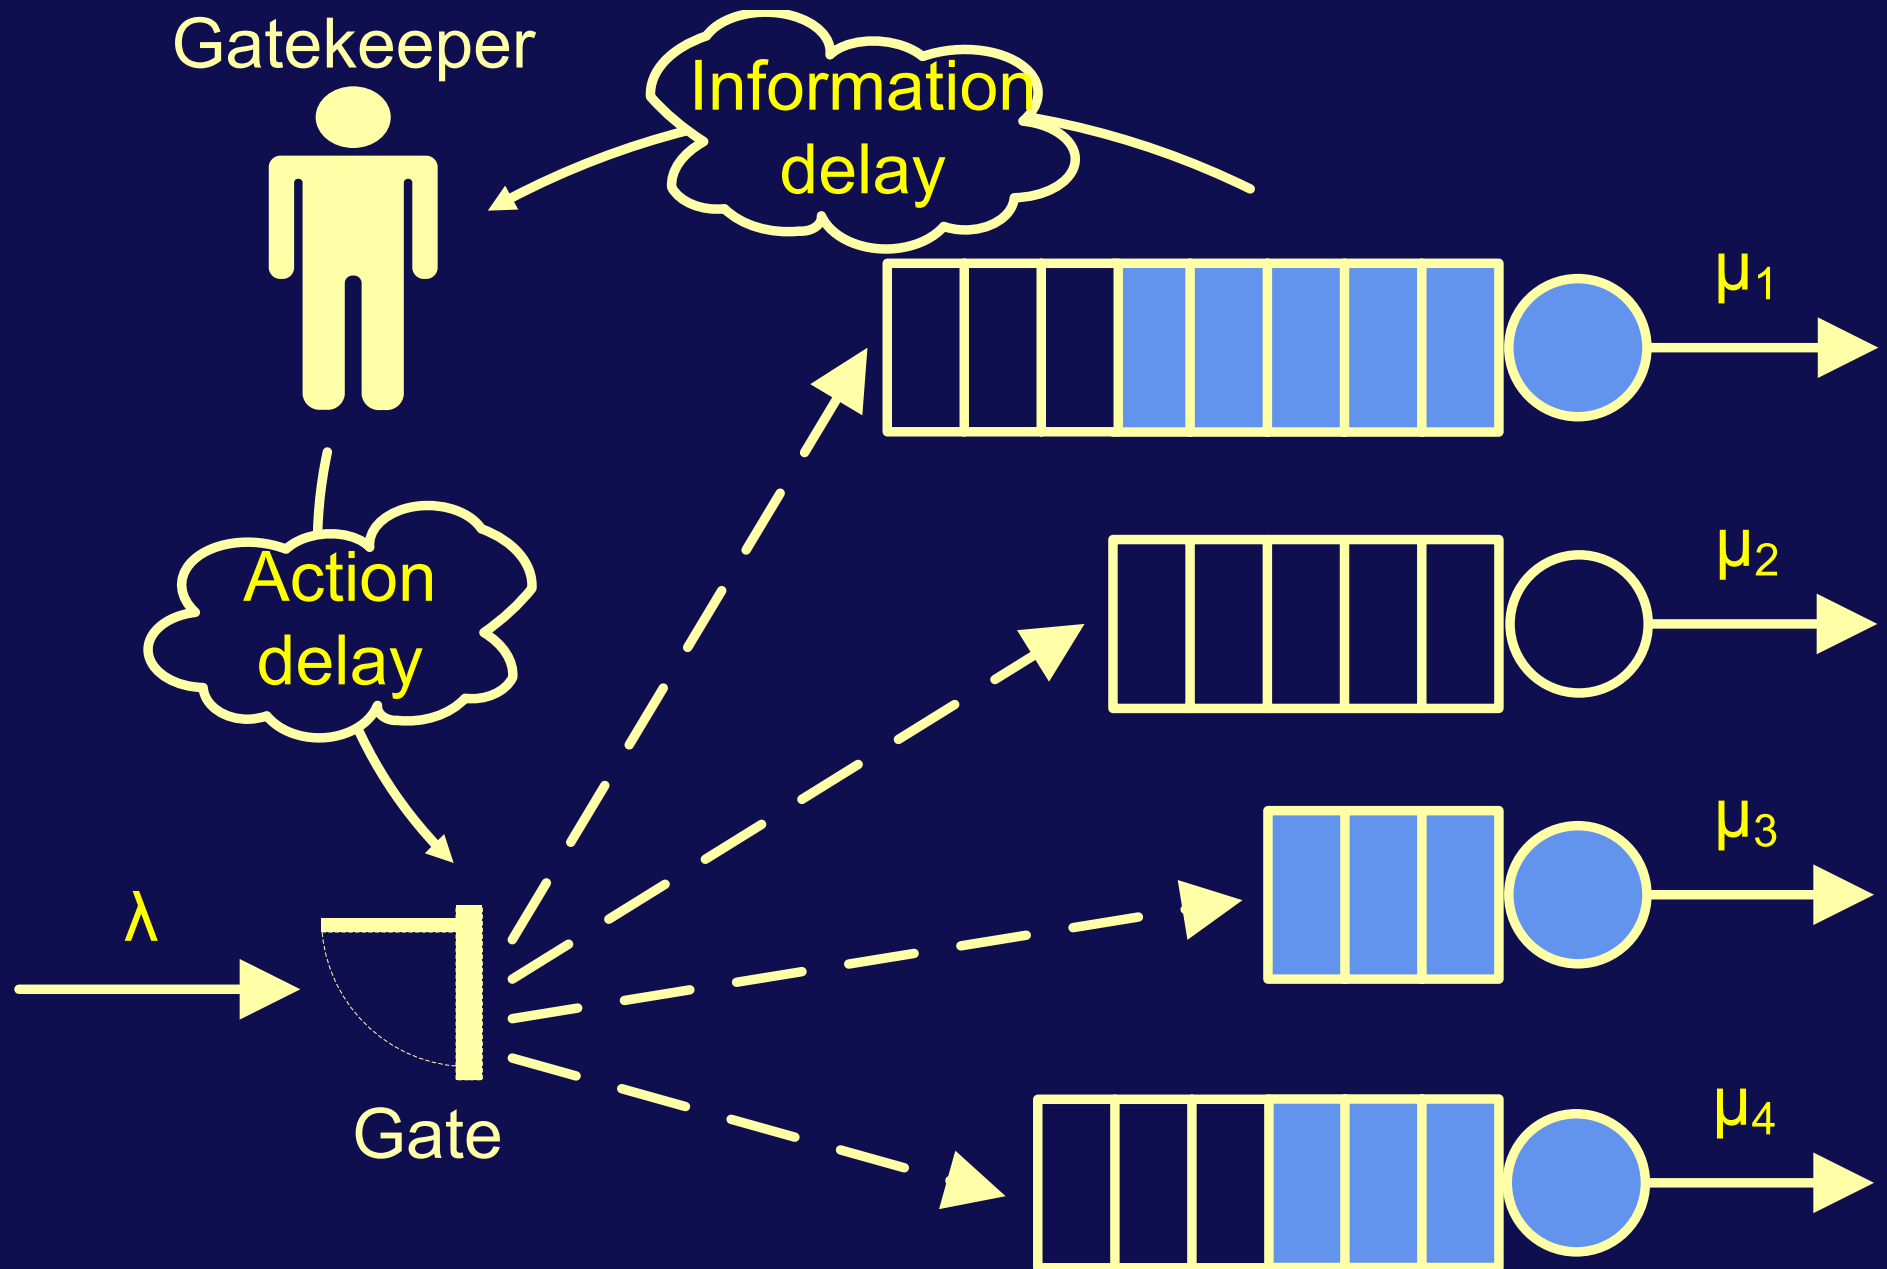 Gatekeeper
Information
delay
μ₁
Action
delay
μ₂
μ₃
λ
Gate
μ₄